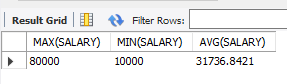 Result Grid Filter Rows:
MAX(SALARY) MIN(SALARY) AVG(SALARY)
80000 10000 31736.8421